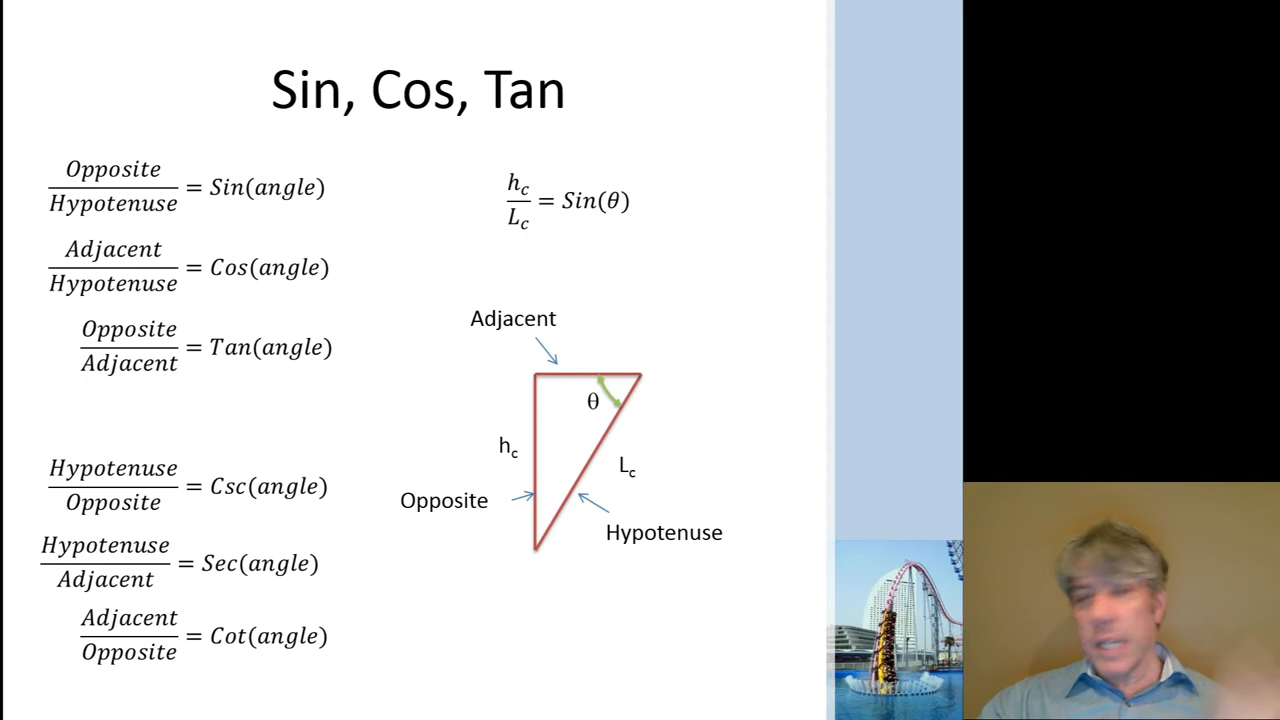 Sin, Cos, Tan
Opposite
Hypotenuse = Sin(angle)
Adjacent
Hypotenuse = Cos(angle)
Opposite
Adjacent = Tan(angle)
Hypotenuse
Opposite = Csc(angle)
Hypotenuse
Adjacent = Sec(angle)
Adjacent
Opposite = Cot(angle)
h_c
L_c = Sin(θ)
Adjacent
θ
h_c
L_c
Opposite
Hypotenuse